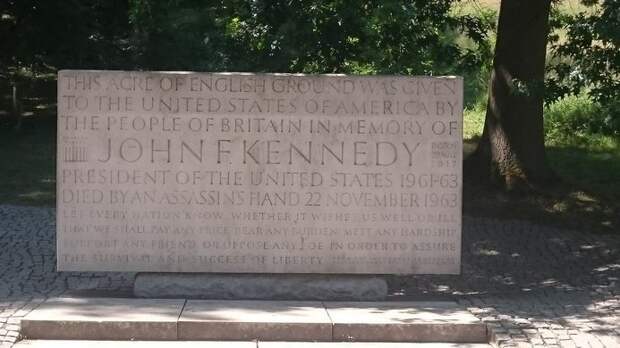 THIS ACRE OF ENGLISH GROUND WAS GIVEN
TO THE UNITED STATES OF AMERICA BY
THE PEOPLE OF BRITAIN IN MEMORY OF
JOHN F. KENNEDY
PRESIDENT OF THE UNITED STATES 1961-63
DIED BY AN ASSASSIN'S HAND 22 NOVEMBER 1963
LET EVERY NATION KNOW WHETHER IT WISHES US WELL OR ILL
THAT WE SHALL PAY ANY PRICE BEAR ANY BURDEN MEET ANY HARDSHIP
SUPPORT ANY FRIEND OR OPPOSE ANY FOE IN ORDER TO ASSURE
THE SURVIVAL AND SUCCESS OF LIBERTY